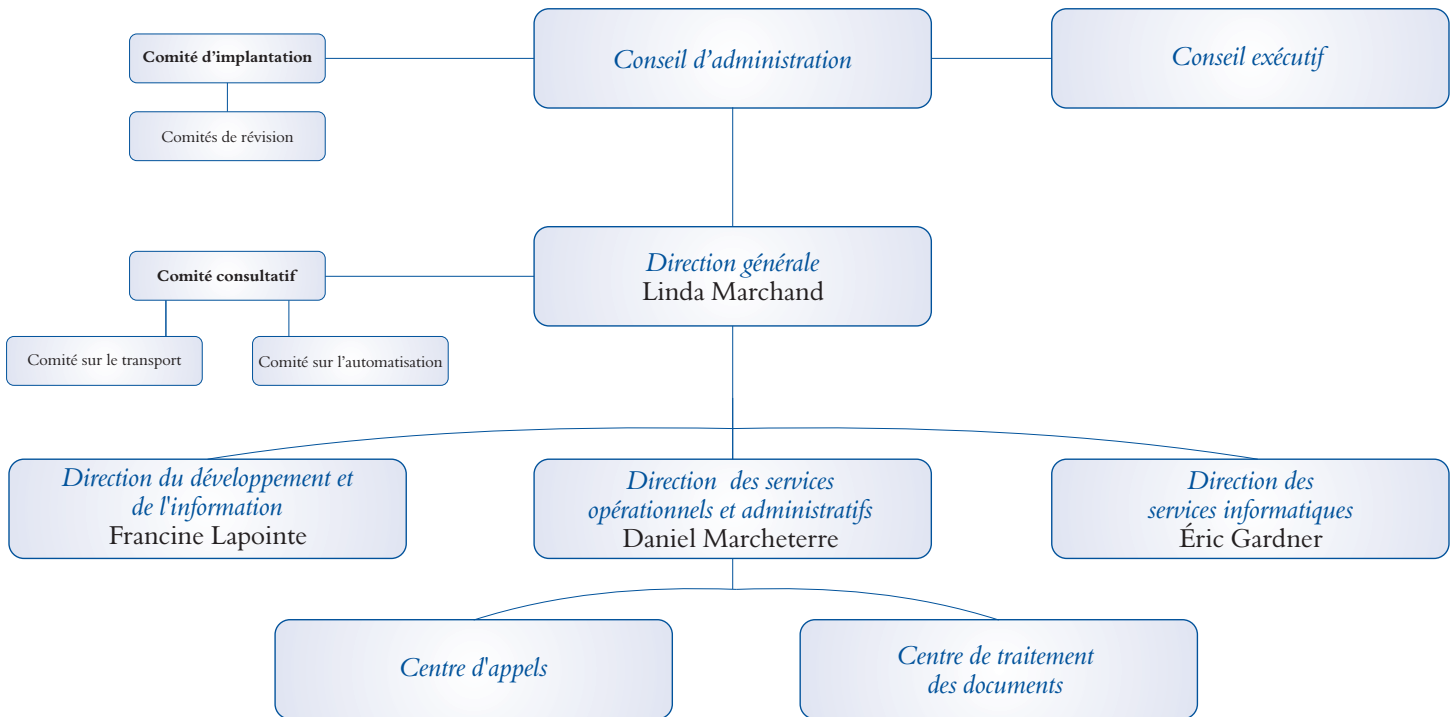 Comité d'implantation
Conseil d'administration
Conseil exécutif
Comités de révision
Comité consultatif
Direction générale
Linda Marchand
Comité sur le transport
Comité sur l'automatisation
Direction du développement et
de l'information
Francine Lapointe
Direction des services
opérationnels et administratifs
Daniel Marcheterre
Direction des
services informatiques
Éric Gardner
Centre d'appels
Centre de traitement
des documents